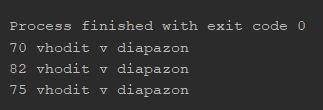 Process finished with exit code 0
70 vhodit v diapazon
82 vhodit v diapazon
75 vhodit v diapazon